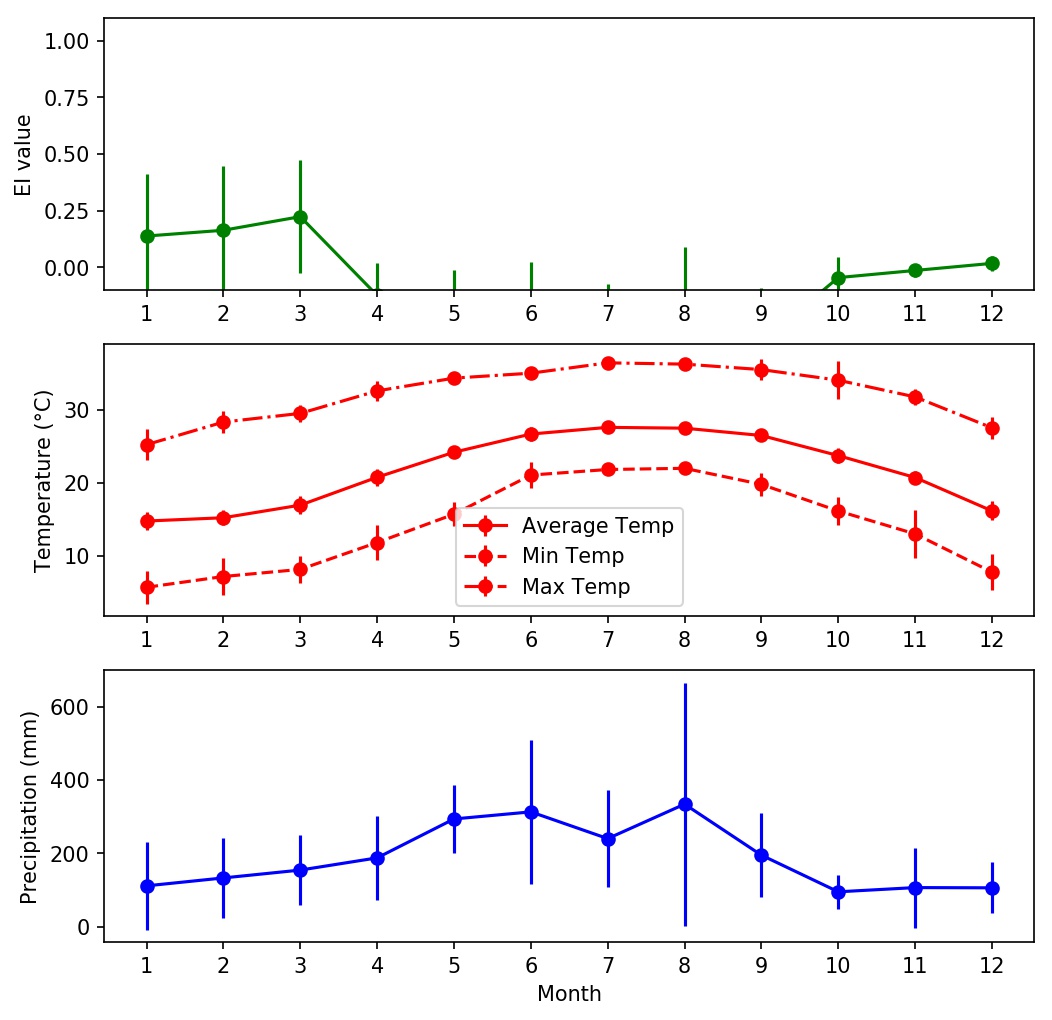 EI value
1.00
0.75
0.50
0.25
0.00
1 2 3 4 5 6 7 8 9 10 11 12
Temperature (°C)
30
20
10
Average Temp
Min Temp
Max Temp
1 2 3 4 5 6 7 8 9 10 11 12
Precipitation (mm)
600
400
200
0
1 2 3 4 5 6 7 8 9 10 11 12
Month